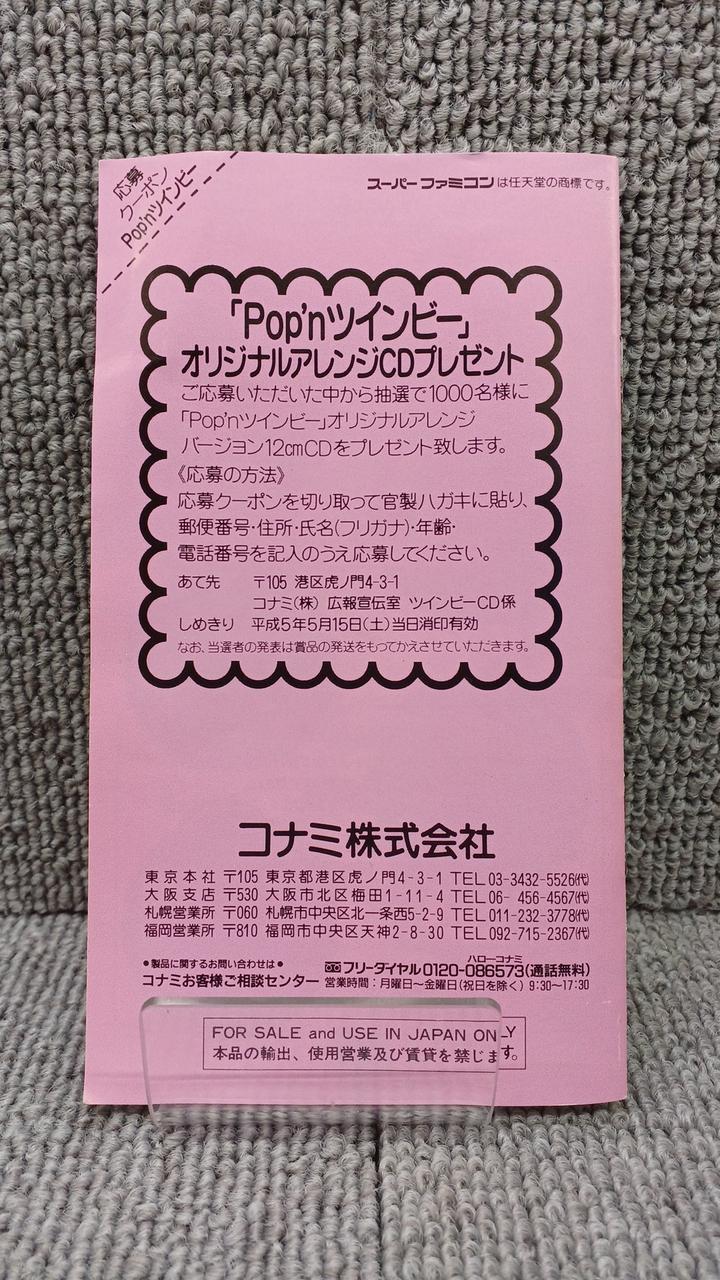 応募
クーポン
Pop'nツインビー
スーパーファミコンは任天堂の商標です。
「Pop'nツインビー」
オリジナルアレンジCDプレゼント
ご応募いただいた中から抽選で1000名様に
「Pop'nツインビー」オリジナルアレンジ
バージョン12cmCDをプレゼント致します。
《応募の方法》
応募クーポンを切り取って官製ハガキに貼り、
郵便番号・住所・氏名(フリガナ)・年齢・
電話番号を記入のうえ応募してください。
あて先 〒105 港区虎ノ門4-3-1
コナミ(株) 広報宣伝室 ツインビーCD係
しめきり 平成5年5月15日(土)当日消印有効
なお、当選者の発表は賞品の発送をもってかえさせていただきます。
コナミ株式会社
東京本社 〒105 東京都港区虎ノ門4-3-1 TEL03-3432-5526㈹
大阪支店 〒530 大阪市北区梅田1-11-4 TEL06-456-4567㈹
札幌営業所 〒060 札幌市中央区北一条西5-2-9 TEL011-232-3778㈹
福岡営業所 〒810 福岡市中央区天神2-8-30 TEL092-715-2367㈹
●製品に関するお問い合わせは●
コナミお客様ご相談センター
ハローコナミ
フリーダイヤル0120-086573(通話無料)
営業時間：月曜日〜金曜日(祝日を除く) 9:30〜17:30
FOR SALE and USE IN JAPAN ONLY
本品の輸出、使用営業及び賃貸を禁じます。